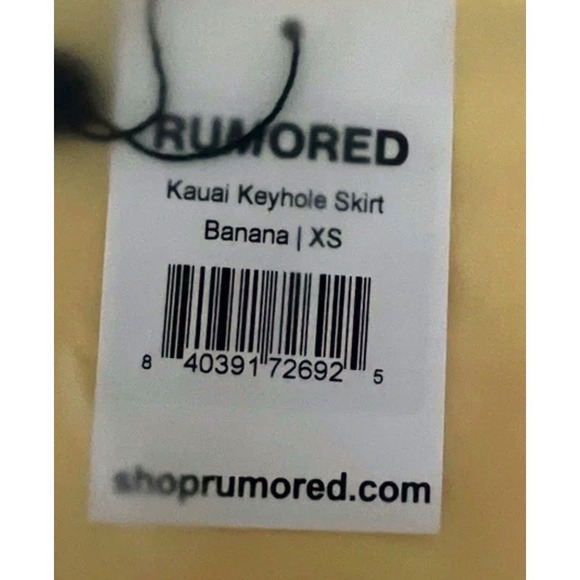 RUMORED
Kauai Keyhole Skirt
Banana | XS
8 40391 72692 5
shoprumored.com